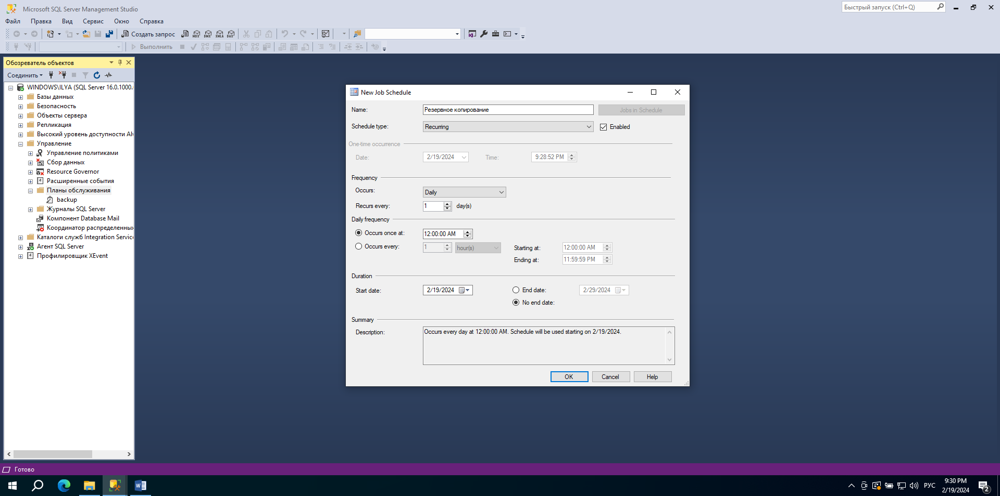 Microsoft SQL Server Management Studio
Быстрый запуск (Ctrl+Q)
Файл Правка Вид Сервис Окно Справка
Создать запрос MDX DMX XMLA DAX
Выполнить
Обозреватель объектов
Соединить
WINDOWS\ILYA (SQL Server 16.0.1000.
Базы данных
Безопасность
Объекты сервера
Репликация
Высокий уровень доступности Al
Управление
Управление политиками
Сбор данных
Resource Governor
Расширенные события
Планы обслуживания
backup
Журналы SQL Server
Компонент Database Mail
Координатор распределенных
Каталоги служб Integration Servic
Агент SQL Server
Профилировщик XEvent
New Job Schedule
Name: Резервное копирование Jobs in Schedule
Schedule type: Recurring Enabled
One-time occurrence
Date: 2/19/2024 Time: 9:28:52 PM
Frequency
Occurs: Daily
Recurs every: 1 day(s)
Daily frequency
Occurs once at: 12:00:00 AM
Occurs every: 1 hour(s) Starting at: 12:00:00 AM
Ending at: 11:59:59 PM
Duration
Start date: 2/19/2024 End date: 2/29/2024
No end date:
Summary
Description: Occurs every day at 12:00:00 AM. Schedule will be used starting on 2/19/2024.
OK Cancel Help
Готово
РУС
9:30 PM
2/19/2024
2